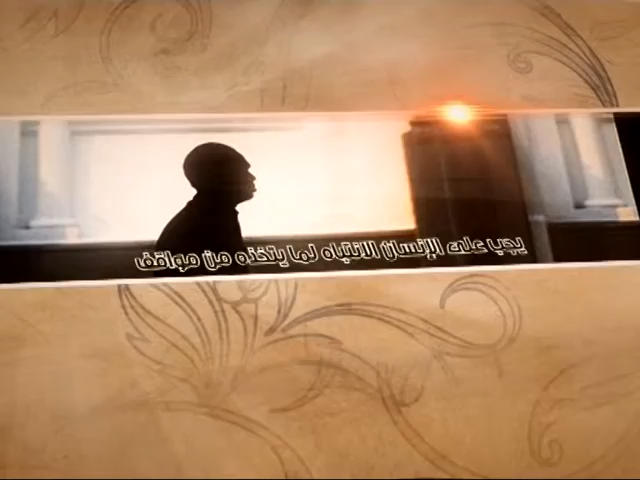 يجب على الإنسان الانتباه لما يتخذه من مواقف